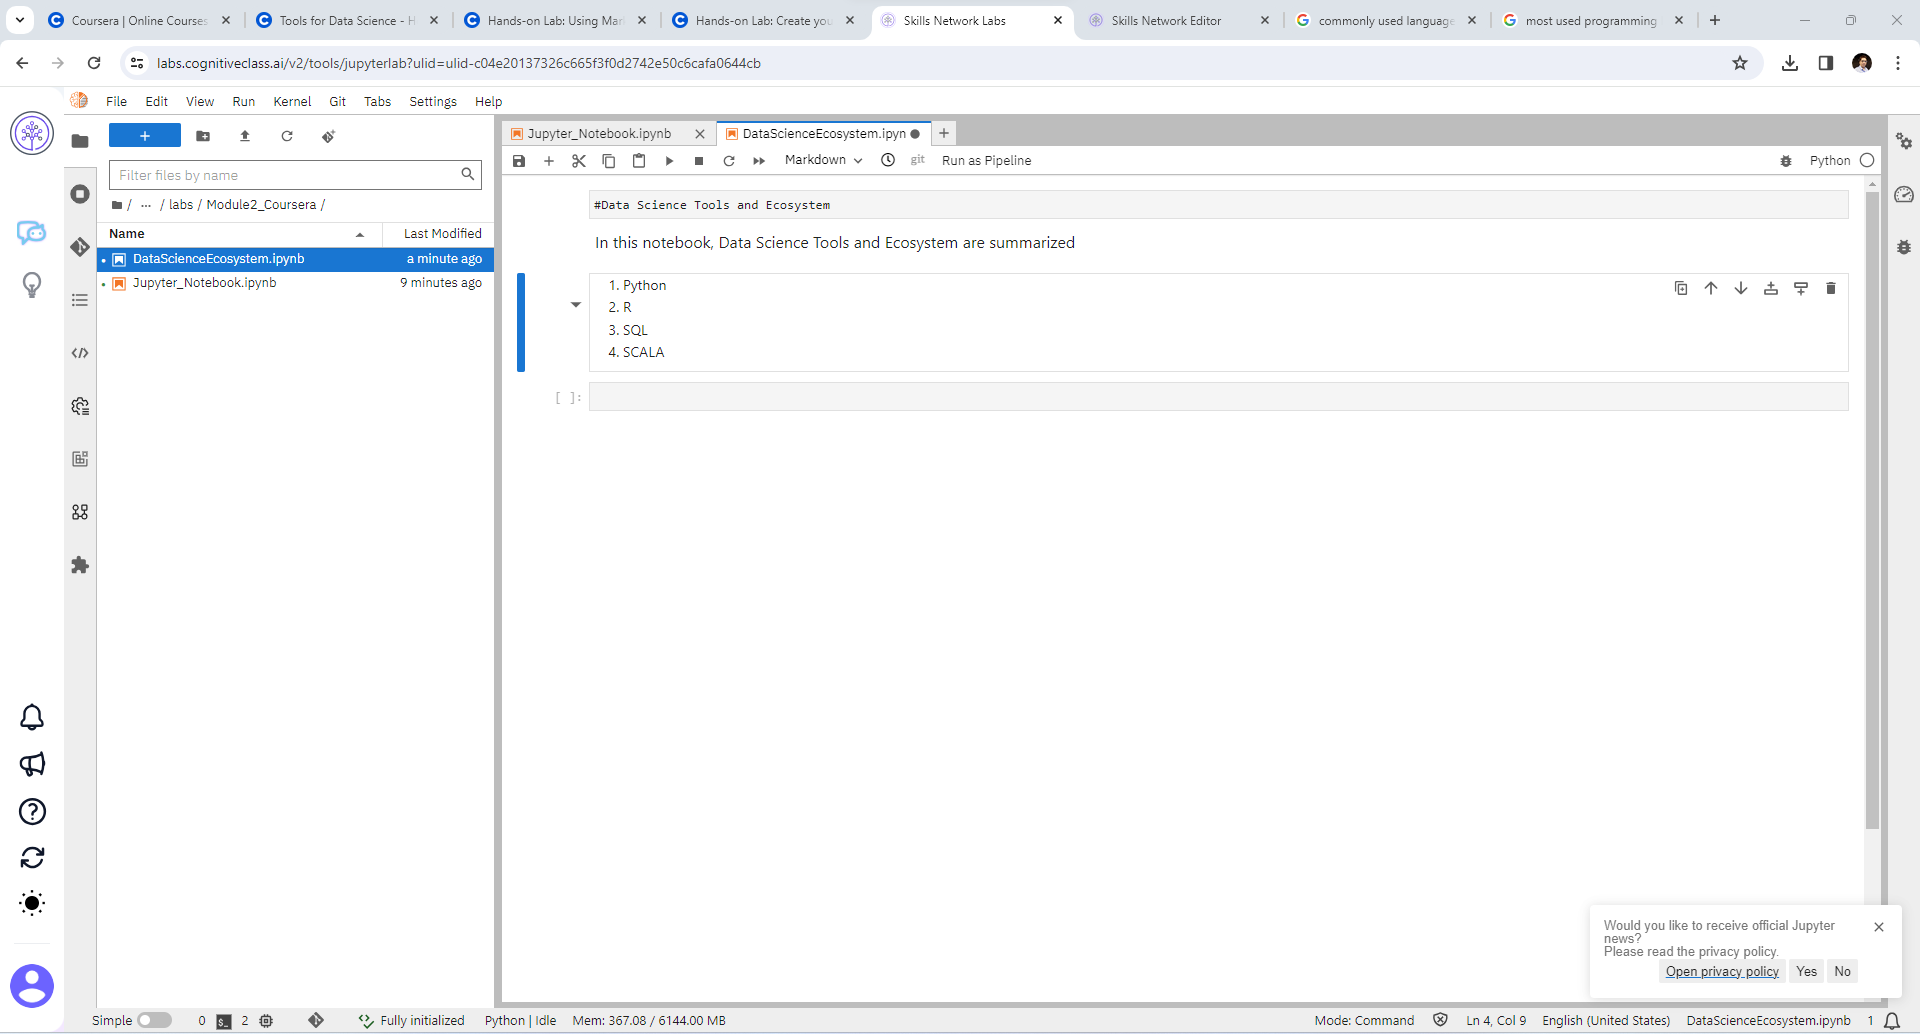 Coursera | Online Courses
Tools for Data Science - H
Hands-on Lab: Using Mar
Hands-on Lab: Create you
Skills Network Labs
Skills Network Editor
commonly used language
most used programming
labs.cognitiveclass.ai/v2/tools/jupyterlab?ulid=ulid-c04e20137326c665f3f0d2742e50c6cafa0644cb
File Edit View Run Kernel Git Tabs Settings Help
Jupyter_Notebook.ipynb
DataScienceEcosystem.ipyn
Markdown
git
Run as Pipeline
Python
Filter files by name
/ ... / labs / Module2_Coursera /
Name Last Modified
DataScienceEcosystem.ipynb a minute ago
Jupyter_Notebook.ipynb 9 minutes ago
#Data Science Tools and Ecosystem
In this notebook, Data Science Tools and Ecosystem are summarized
1. Python
2. R
3. SQL
4. SCALA
[ ]:
Would you like to receive official Jupyter
news?
Please read the privacy policy.
Open privacy policy Yes No
Simple 0 2 Fully initialized Python | Idle Mem: 367.08 / 6144.00 MB Mode: Command Ln 4, Col 9 English (United States) DataScienceEcosystem.ipynb 1